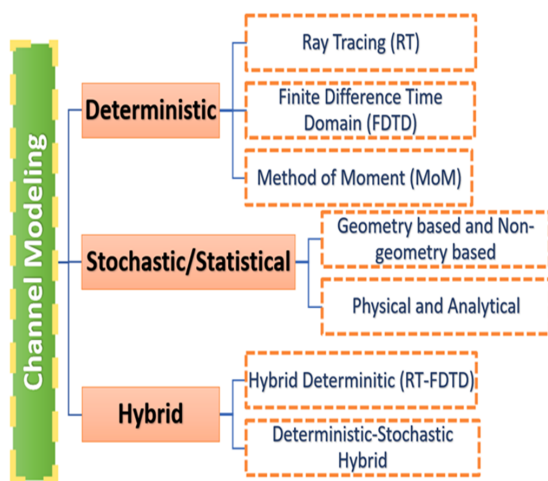 Channel Modeling
Deterministic
Ray Tracing (RT)
Finite Difference Time
Domain (FDTD)
Method of Moment (MoM)
Stochastic/Statistical
Geometry based and Non-
geometry based
Physical and Analytical
Hybrid
Hybrid Determinitic (RT-FDTD)
Deterministic-Stochastic
Hybrid